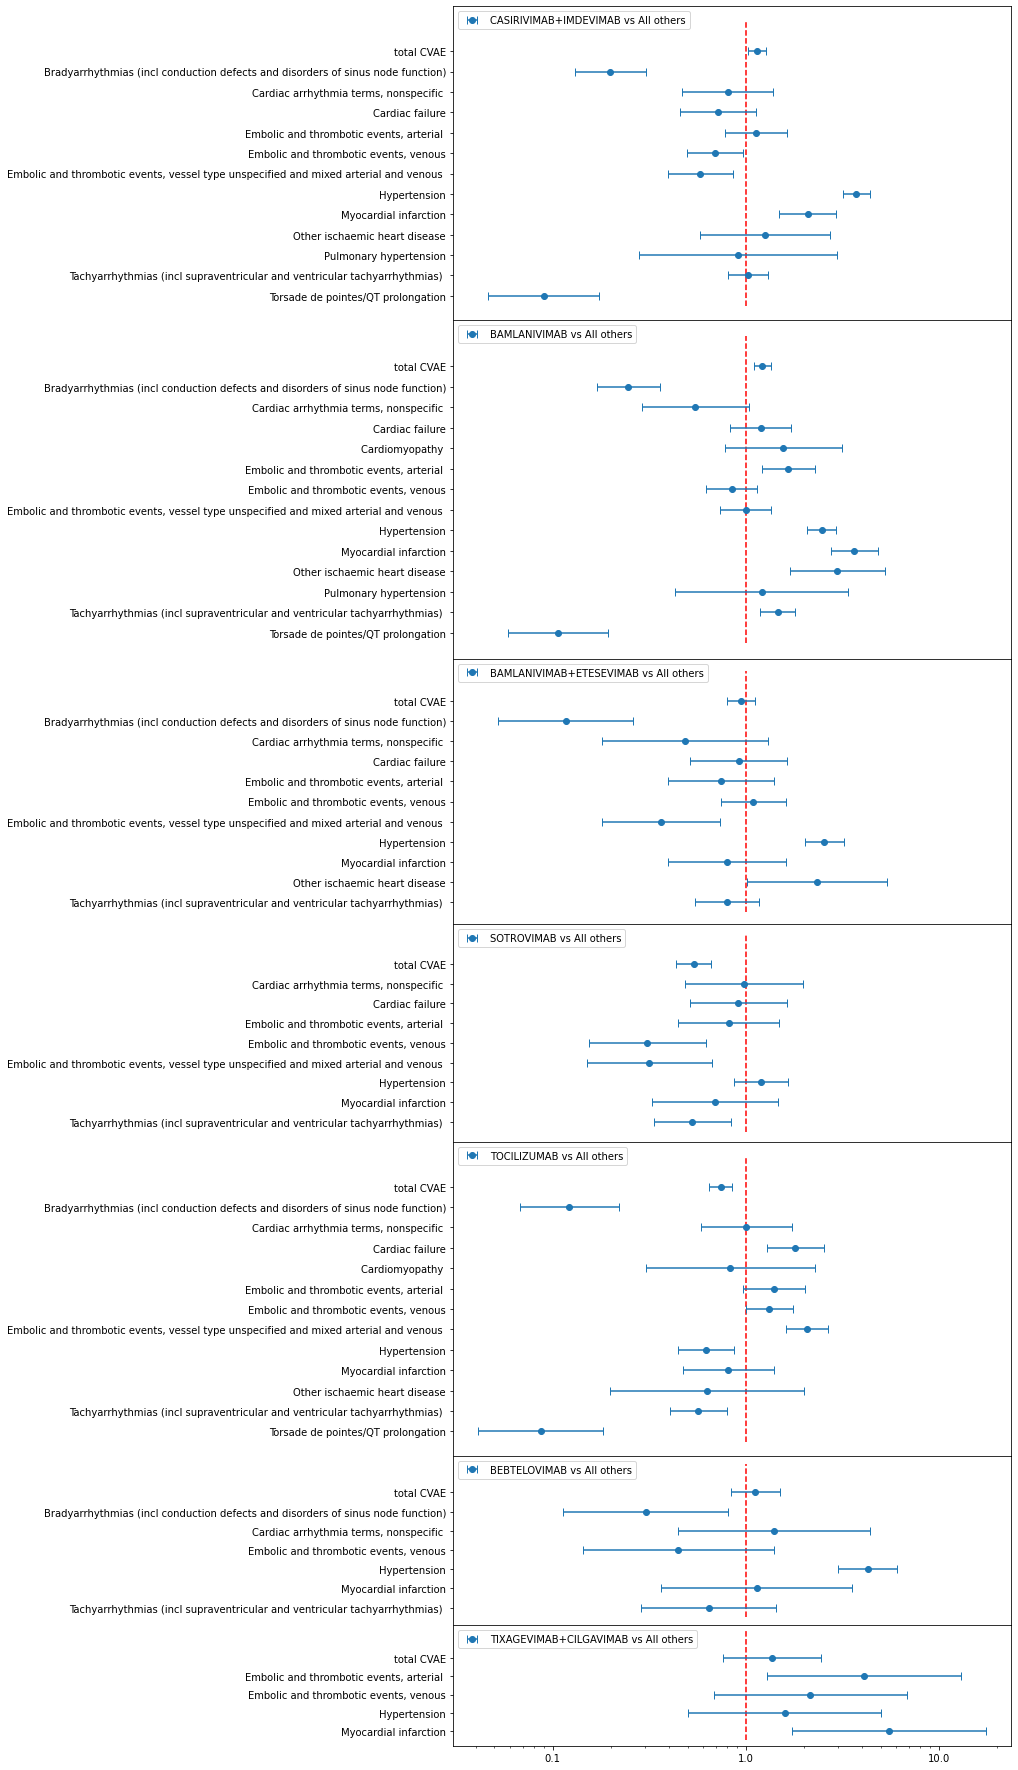 CASIRIVIMAB+IMDEVIMAB vs All others
total CVAE
Bradyarrhythmias (incl conduction defects and disorders of sinus node function)
Cardiac arrhythmia terms, nonspecific
Cardiac failure
Embolic and thrombotic events, arterial
Embolic and thrombotic events, venous
Embolic and thrombotic events, vessel type unspecified and mixed arterial and venous
Hypertension
Myocardial infarction
Other ischaemic heart disease
Pulmonary hypertension
Tachyarrhythmias (incl supraventricular and ventricular tachyarrhythmias)
Torsade de pointes/QT prolongation
BAMLANIVIMAB vs All others
total CVAE
Bradyarrhythmias (incl conduction defects and disorders of sinus node function)
Cardiac arrhythmia terms, nonspecific
Cardiac failure
Cardiomyopathy
Embolic and thrombotic events, arterial
Embolic and thrombotic events, venous
Embolic and thrombotic events, vessel type unspecified and mixed arterial and venous
Hypertension
Myocardial infarction
Other ischaemic heart disease
Pulmonary hypertension
Tachyarrhythmias (incl supraventricular and ventricular tachyarrhythmias)
Torsade de pointes/QT prolongation
BAMLANIVIMAB+ETESEVIMAB vs All others
total CVAE
Bradyarrhythmias (incl conduction defects and disorders of sinus node function)
Cardiac arrhythmia terms, nonspecific
Cardiac failure
Embolic and thrombotic events, arterial
Embolic and thrombotic events, venous
Embolic and thrombotic events, vessel type unspecified and mixed arterial and venous
Hypertension
Myocardial infarction
Other ischaemic heart disease
Tachyarrhythmias (incl supraventricular and ventricular tachyarrhythmias)
SOTROVIMAB vs All others
total CVAE
Cardiac arrhythmia terms, nonspecific
Cardiac failure
Embolic and thrombotic events, arterial
Embolic and thrombotic events, venous
Embolic and thrombotic events, vessel type unspecified and mixed arterial and venous
Hypertension
Myocardial infarction
Tachyarrhythmias (incl supraventricular and ventricular tachyarrhythmias)
TOCILIZUMAB vs All others
total CVAE
Bradyarrhythmias (incl conduction defects and disorders of sinus node function)
Cardiac arrhythmia terms, nonspecific
Cardiac failure
Cardiomyopathy
Embolic and thrombotic events, arterial
Embolic and thrombotic events, venous
Embolic and thrombotic events, vessel type unspecified and mixed arterial and venous
Hypertension
Myocardial infarction
Other ischaemic heart disease
Tachyarrhythmias (incl supraventricular and ventricular tachyarrhythmias)
Torsade de pointes/QT prolongation
BEBTELOVIMAB vs All others
total CVAE
Bradyarrhythmias (incl conduction defects and disorders of sinus node function)
Cardiac arrhythmia terms, nonspecific
Embolic and thrombotic events, venous
Hypertension
Myocardial infarction
Tachyarrhythmias (incl supraventricular and ventricular tachyarrhythmias)
TIXAGEVIMAB+CILGAVIMAB vs All others
total CVAE
Embolic and thrombotic events, arterial
Embolic and thrombotic events, venous
Hypertension
Myocardial infarction
0.1 1.0 10.0